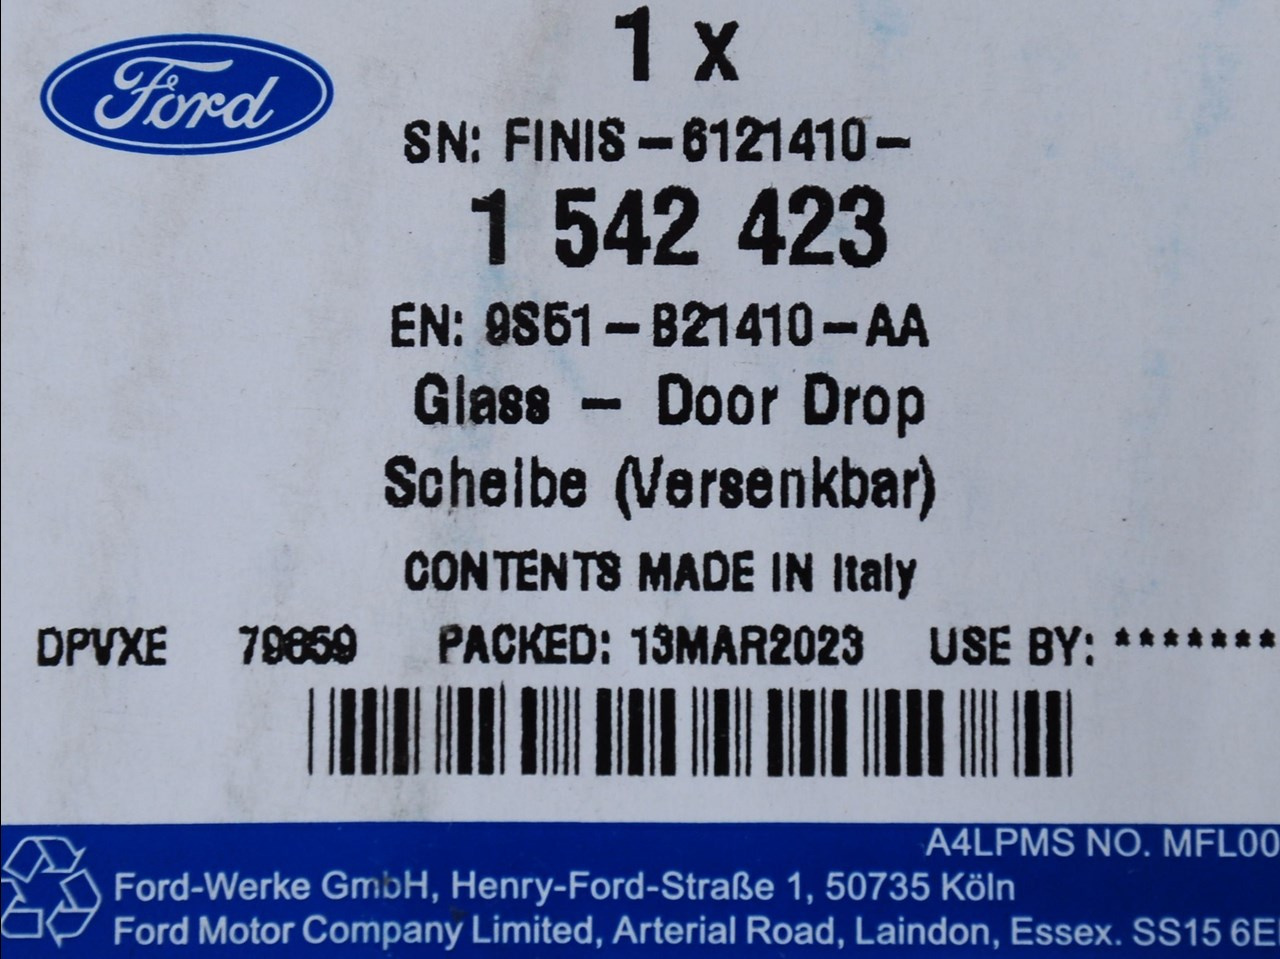 Ford
1 x
SN: FINIS-6121410-
1 542 423
EN: 9S51-B21410-AA
Glass - Door Drop
Scheibe (Versenkbar)
CONTENTS MADE IN Italy
DPVXE 79659 PACKED: 13MAR2023 USE BY: *******
A4LPMS NO. MFL00
Ford-Werke GmbH, Henry-Ford-Straße 1, 50735 Köln
Ford Motor Company Limited, Arterial Road, Laindon, Essex. SS15 6E